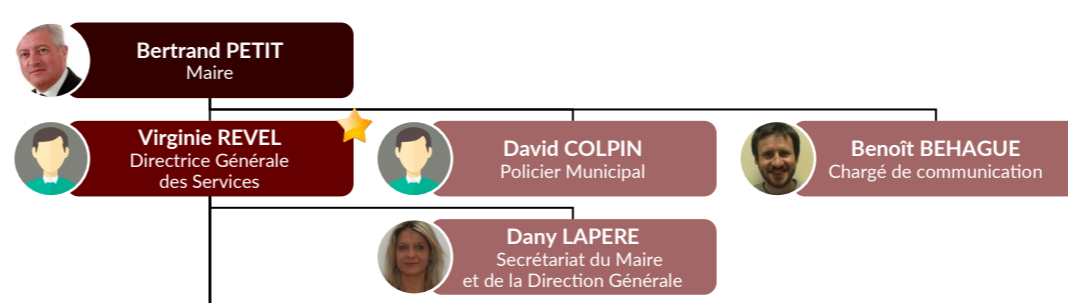 Bertrand PETIT
Maire
Virginie REVEL
Directrice Générale
des Services
David COLPIN
Policier Municipal
Benoît BEHAGUE
Chargé de communication
Dany LAPERE
Secrétariat du Maire
et de la Direction Générale